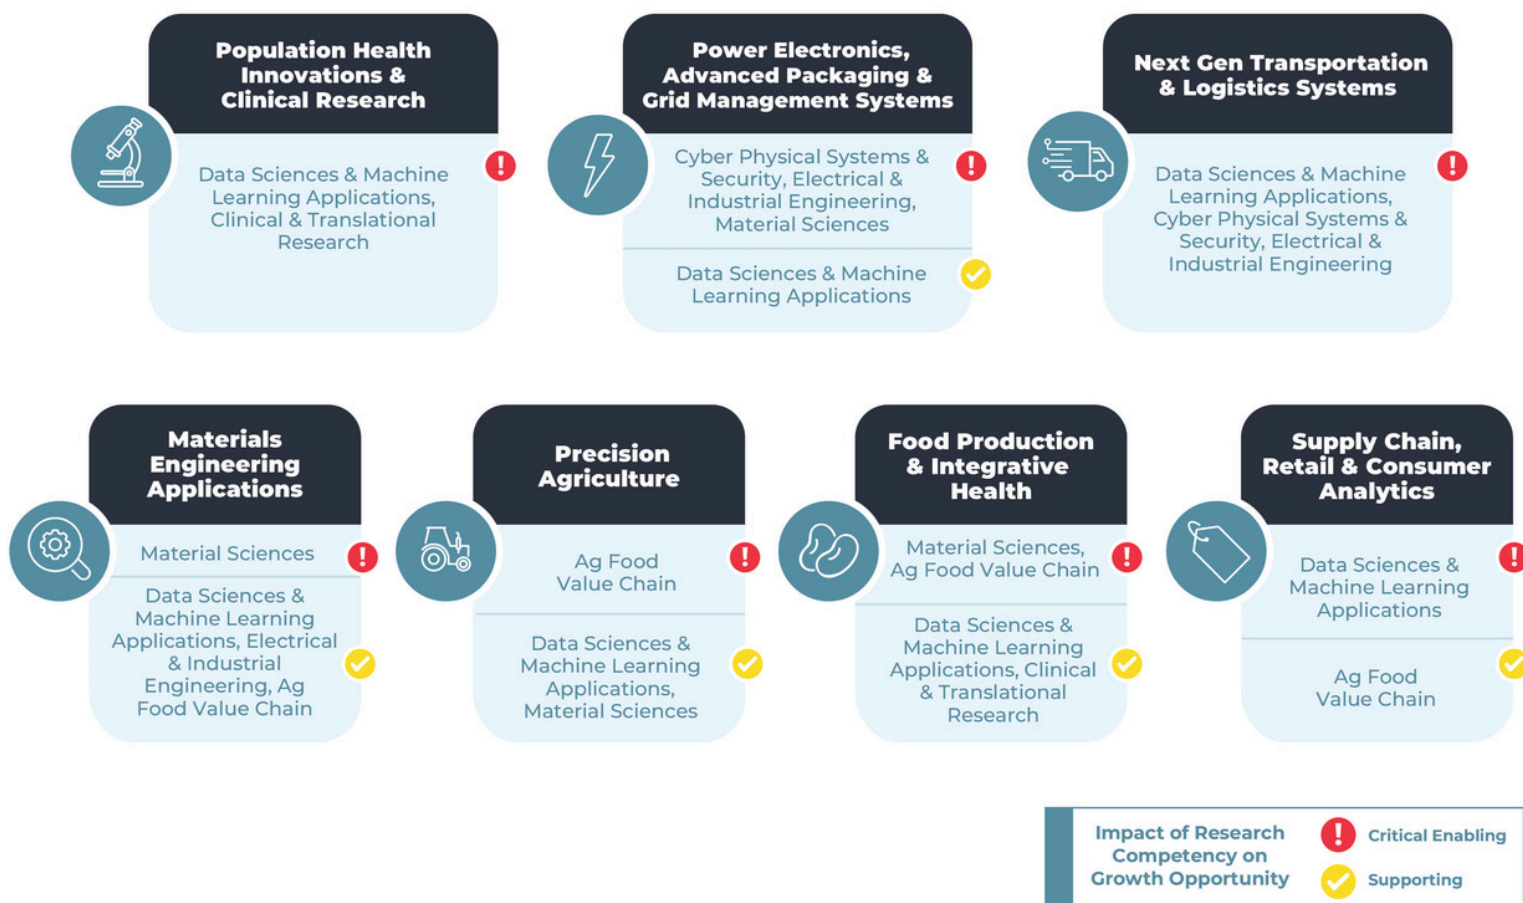 Population Health
Innovations &
Clinical Research
Data Sciences & Machine
Learning Applications,
Clinical & Translational
Research
Power Electronics,
Advanced Packaging &
Grid Management Systems
Cyber Physical Systems &
Security, Electrical &
Industrial Engineering,
Material Sciences
Data Sciences & Machine
Learning Applications
Next Gen Transportation
& Logistics Systems
Data Sciences & Machine
Learning Applications,
Cyber Physical Systems &
Security, Electrical &
Industrial Engineering
Materials
Engineering
Applications
Material Sciences
Data Sciences &
Machine Learning
Applications, Electrical
& Industrial
Engineering, Ag
Food Value Chain
Precision
Agriculture
Ag Food
Value Chain
Data Sciences &
Machine Learning
Applications,
Material Sciences
Food Production
& Integrative
Health
Material Sciences,
Ag Food Value Chain
Data Sciences &
Machine Learning
Applications, Clinical
& Translational
Research
Supply Chain,
Retail & Consumer
Analytics
Data Sciences &
Machine Learning
Applications
Ag Food
Value Chain
Impact of Research
Competency on
Growth Opportunity
Critical Enabling
Supporting